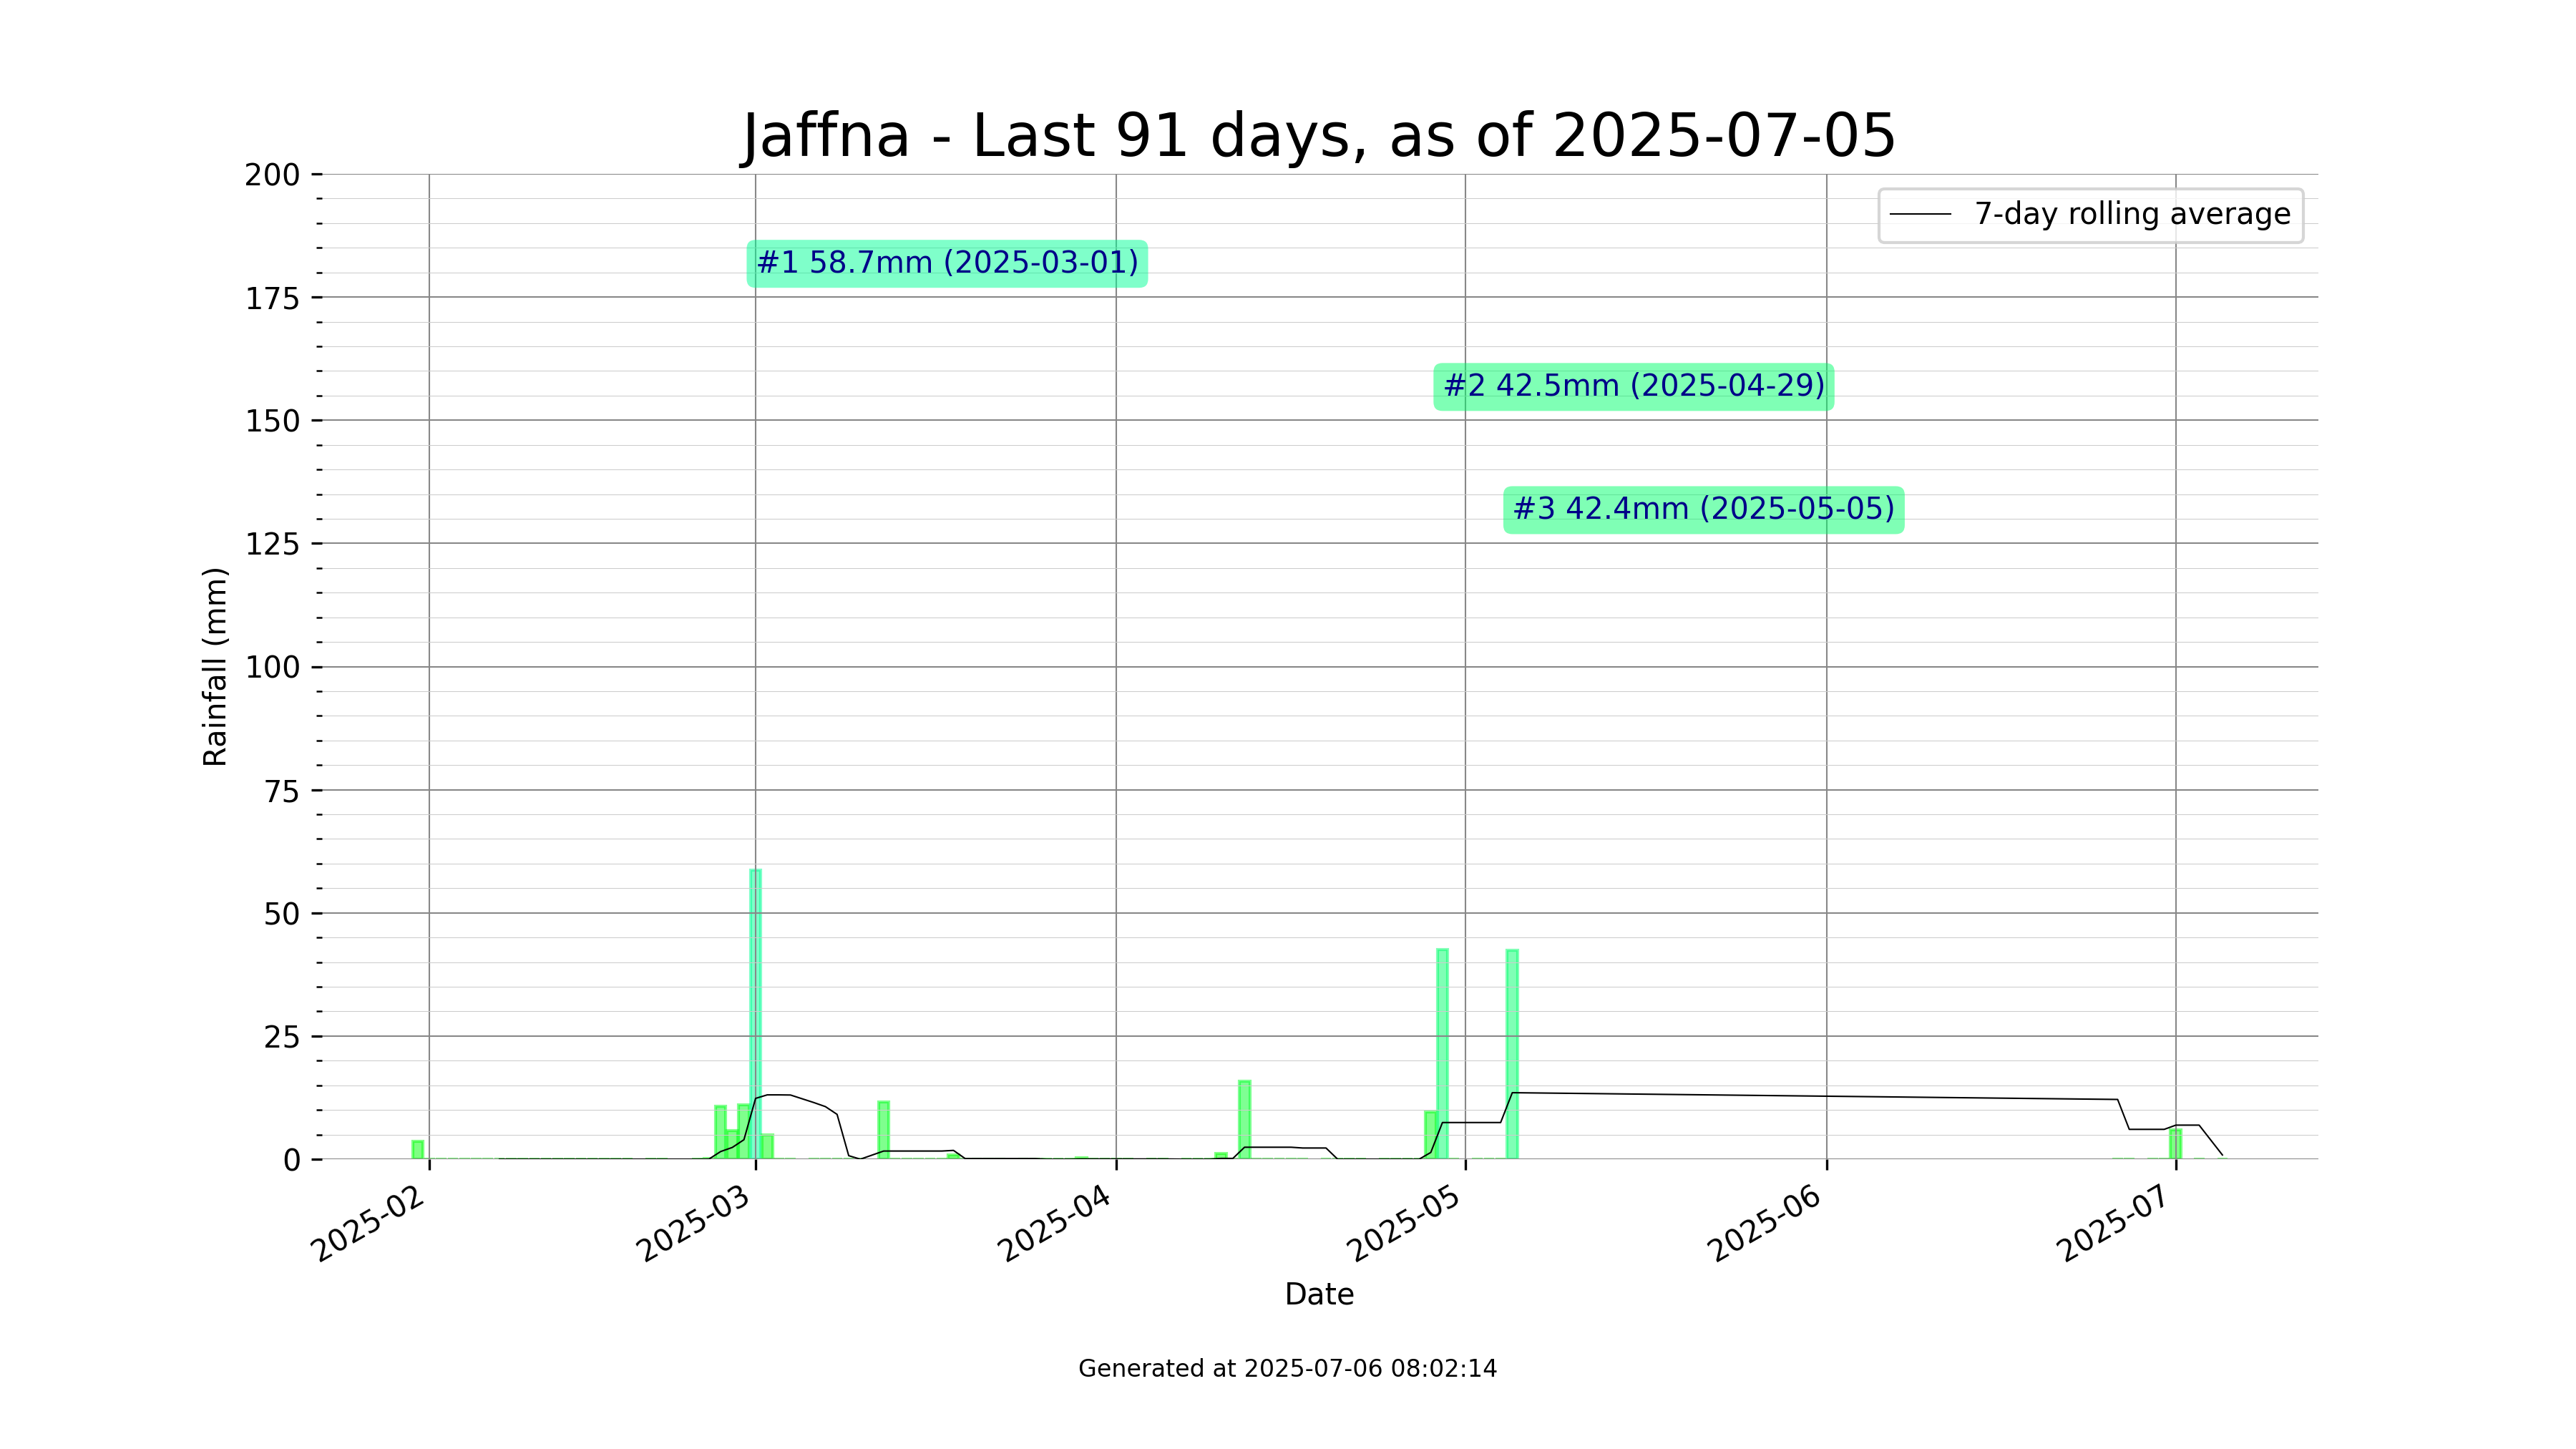 Jaffna - Last 91 days, as of 2025-07-05
7-day rolling average
#1 58.7mm (2025-03-01)
#2 42.5mm (2025-04-29)
#3 42.4mm (2025-05-05)
Rainfall (mm)
200
175
150
125
100
75
50
25
0
2025-02
2025-03
2025-04
2025-05
2025-06
2025-07
Date
Generated at 2025-07-06 08:02:14